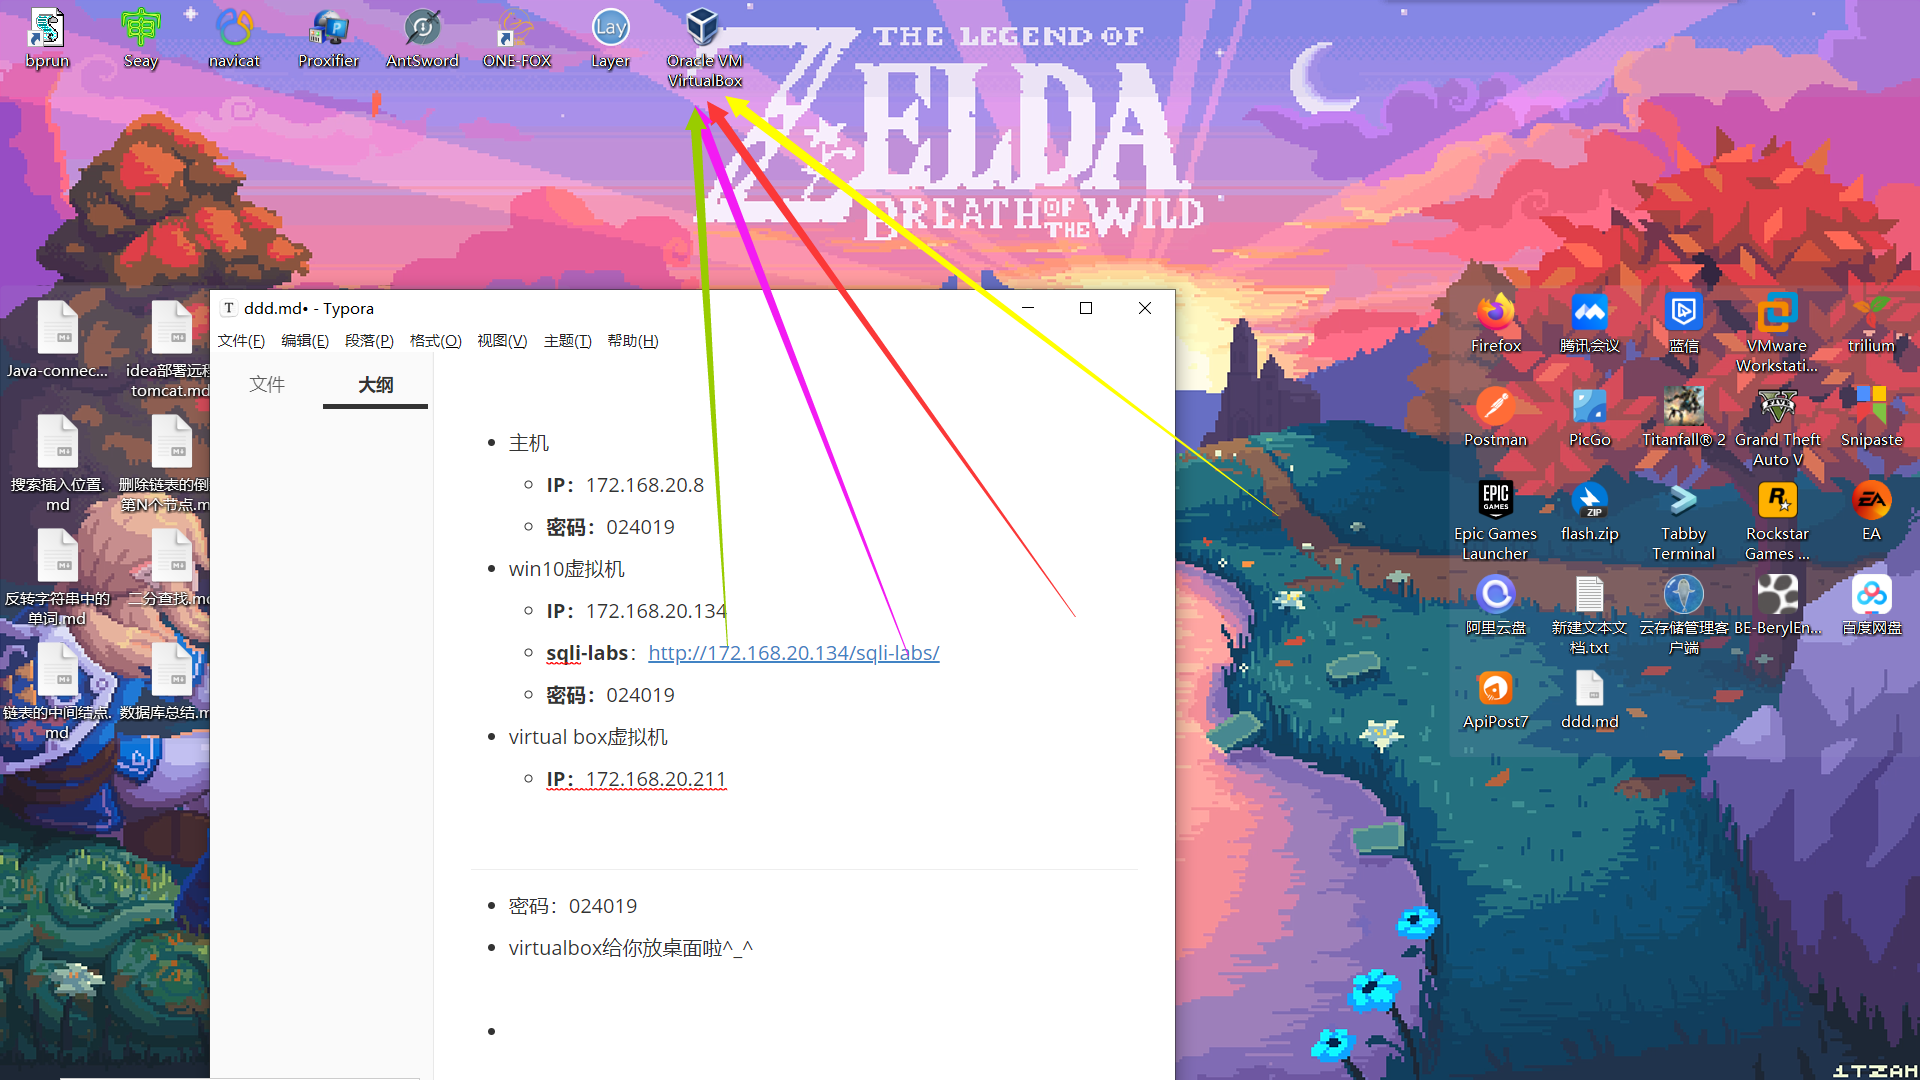 bprun
Seay
navicat
Proxifier
AntSword
ONE-FOX
Lay
Layer
Oracle VM
VirtualBox
THE LEGEND OF
ZELDA
BREATH OF THE WILD
Java-connec...
idea部署远程
tomcat.md
搜索插入位置.
md
删除链表的倒
第N个节点.m
反转字符串中的
单词.md
二分查找.md
链表的中间结点.
md
数据库总结.m
T ddd.md• - Typora
文件(F) 编辑(E) 段落(P) 格式(O) 视图(V) 主题(T) 帮助(H)
文件 大纲
主机
IP：172.168.20.8
密码：024019
win10虚拟机
IP：172.168.20.134
sqli-labs：http://172.168.20.134/sqli-labs/
密码：024019
virtual box虚拟机
IP：172.168.20.211
密码：024019
virtualbox给你放桌面啦^_^
Firefox
腾讯会议
蓝信
VMware
Workstati...
trilium
Postman
PicGo
Titanfall® 2
FIVE
Grand Theft
Auto V
Snipaste
EPIC
GAMES
Epic Games
Launcher
ZIP
flash.zip
Tabby
Terminal
R
Rockstar
Games ...
EA
EA
阿里云盘
新建文本文
档.txt
云存储管理客
户端
BE-BerylEn...
百度网盘
ApiPost7
ddd.md
1TZAH